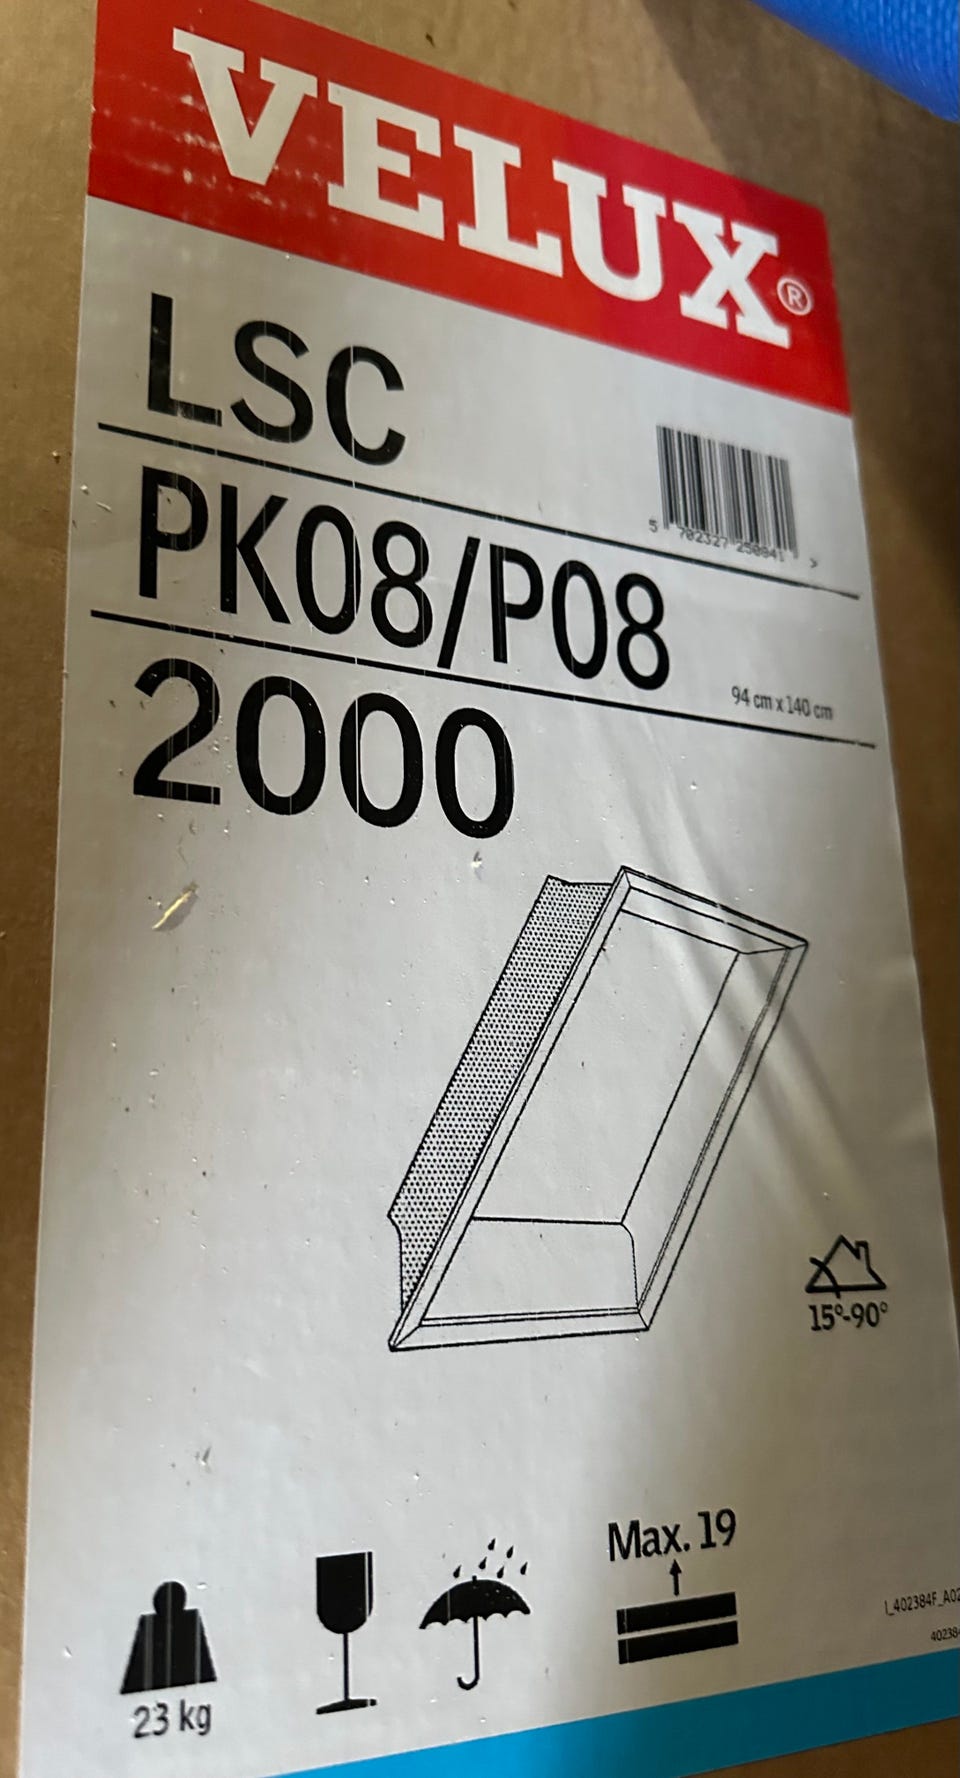 VELUX®
LSC
PK08/P08
94 cm x 140 cm
2000
15°-90°
Max. 19
23 kg